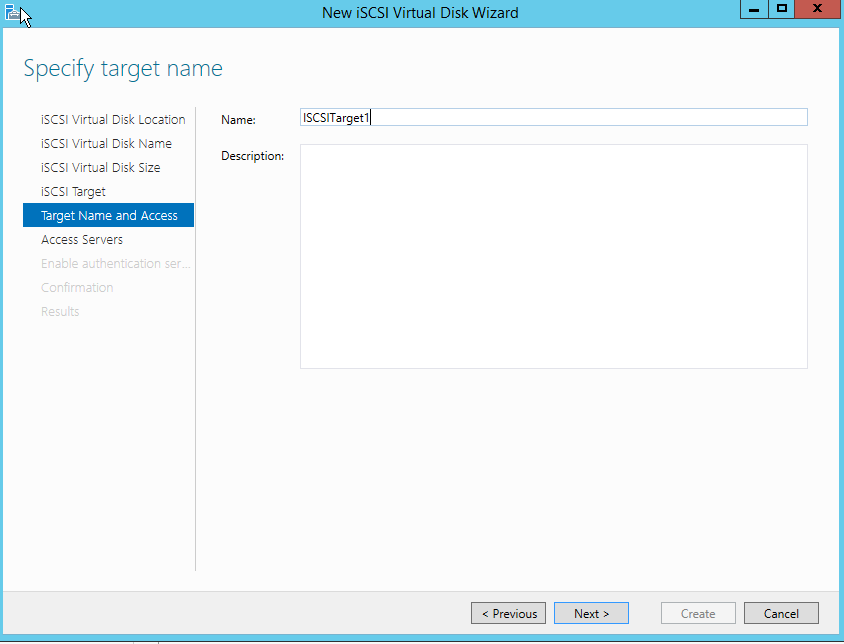 New iSCSI Virtual Disk Wizard
Specify target name
iSCSI Virtual Disk Location
iSCSI Virtual Disk Name
iSCSI Virtual Disk Size
iSCSI Target
Target Name and Access
Access Servers
Enable authentication ser...
Confirmation
Results
Name:
ISCSITarget1
Description:
< Previous
Next >
Create
Cancel